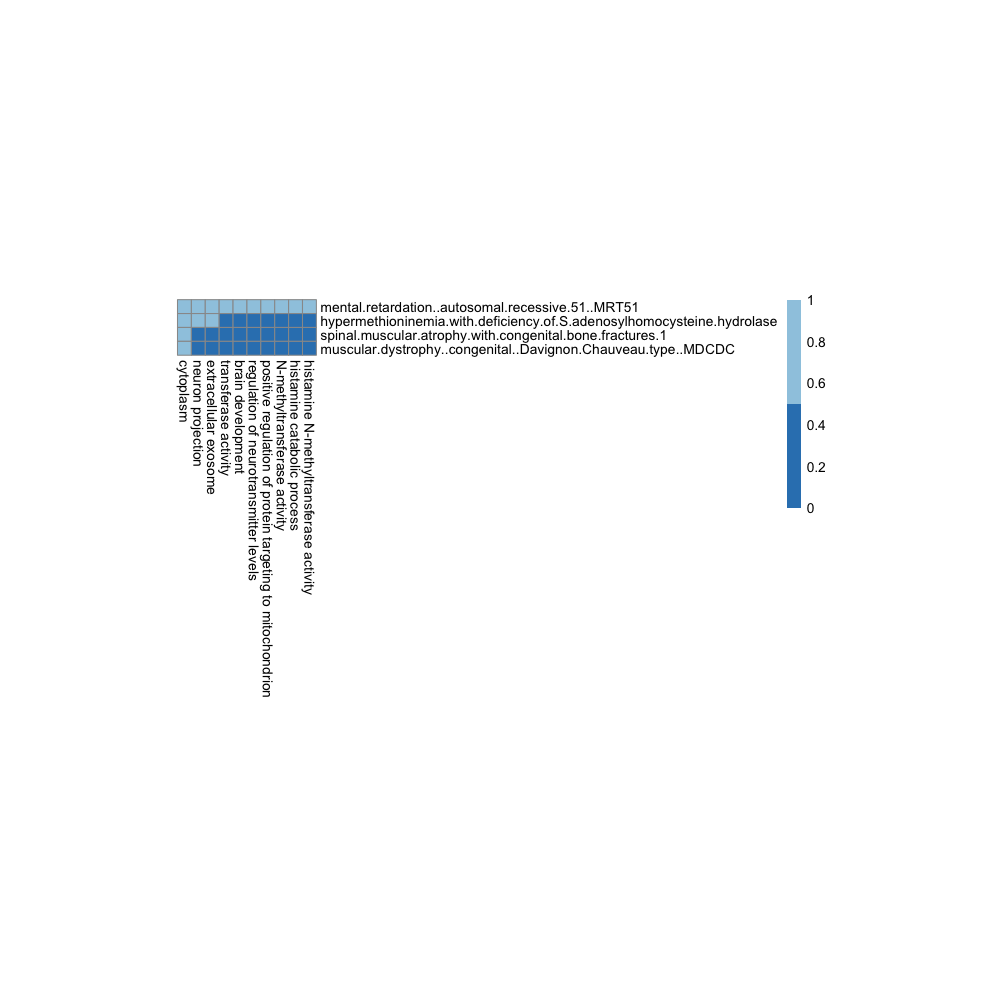 mental.retardation..autosomal.recessive.51..MRT51
hypermethioninemia.with.deficiency.of.S.adenosylhomocysteine.hydrolase
spinal.muscular.atrophy.with.congenital.bone.fractures.1
muscular.dystrophy..congenital..Davignon.Chauveau.type..MDCDC
cytoplasm
neuron projection
extracellular exosome
transferase activity
brain development
regulation of neurotransmitter levels
positive regulation of protein targeting to mitochondrion
N-methyltransferase activity
histamine catabolic process
histamine N-methyltransferase activity
1
0.8
0.6
0.4
0.2
0